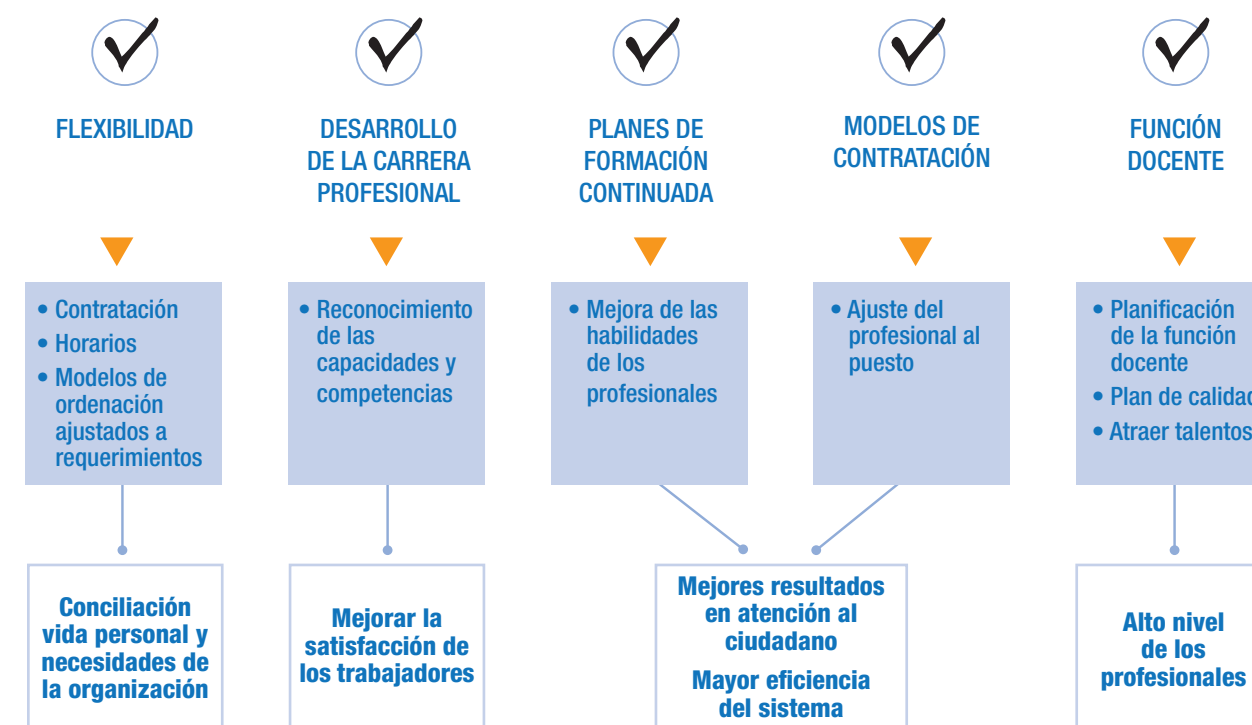 FLEXIBILIDAD
DESARROLLO
DE LA CARRERA
PROFESIONAL
PLANES DE
FORMACIÓN
CONTINUADA
MODELOS DE
CONTRATACIÓN
FUNCIÓN
DOCENTE
• Contratación
• Horarios
• Modelos de
ordenación
ajustados a
requerimientos
• Reconocimiento
de las
capacidades y
competencias
• Mejora de las
habilidades
de los
profesionales
• Ajuste del
profesional al
puesto
• Planificación
de la función
docente
• Plan de calidad
• Atraer talentos
Conciliación
vida personal y
necesidades de
la organización
Mejorar la
satisfacción de
los trabajadores
Mejores resultados
en atención al
ciudadano
Mayor eficiencia
del sistema
Alto nivel
de los
profesionales